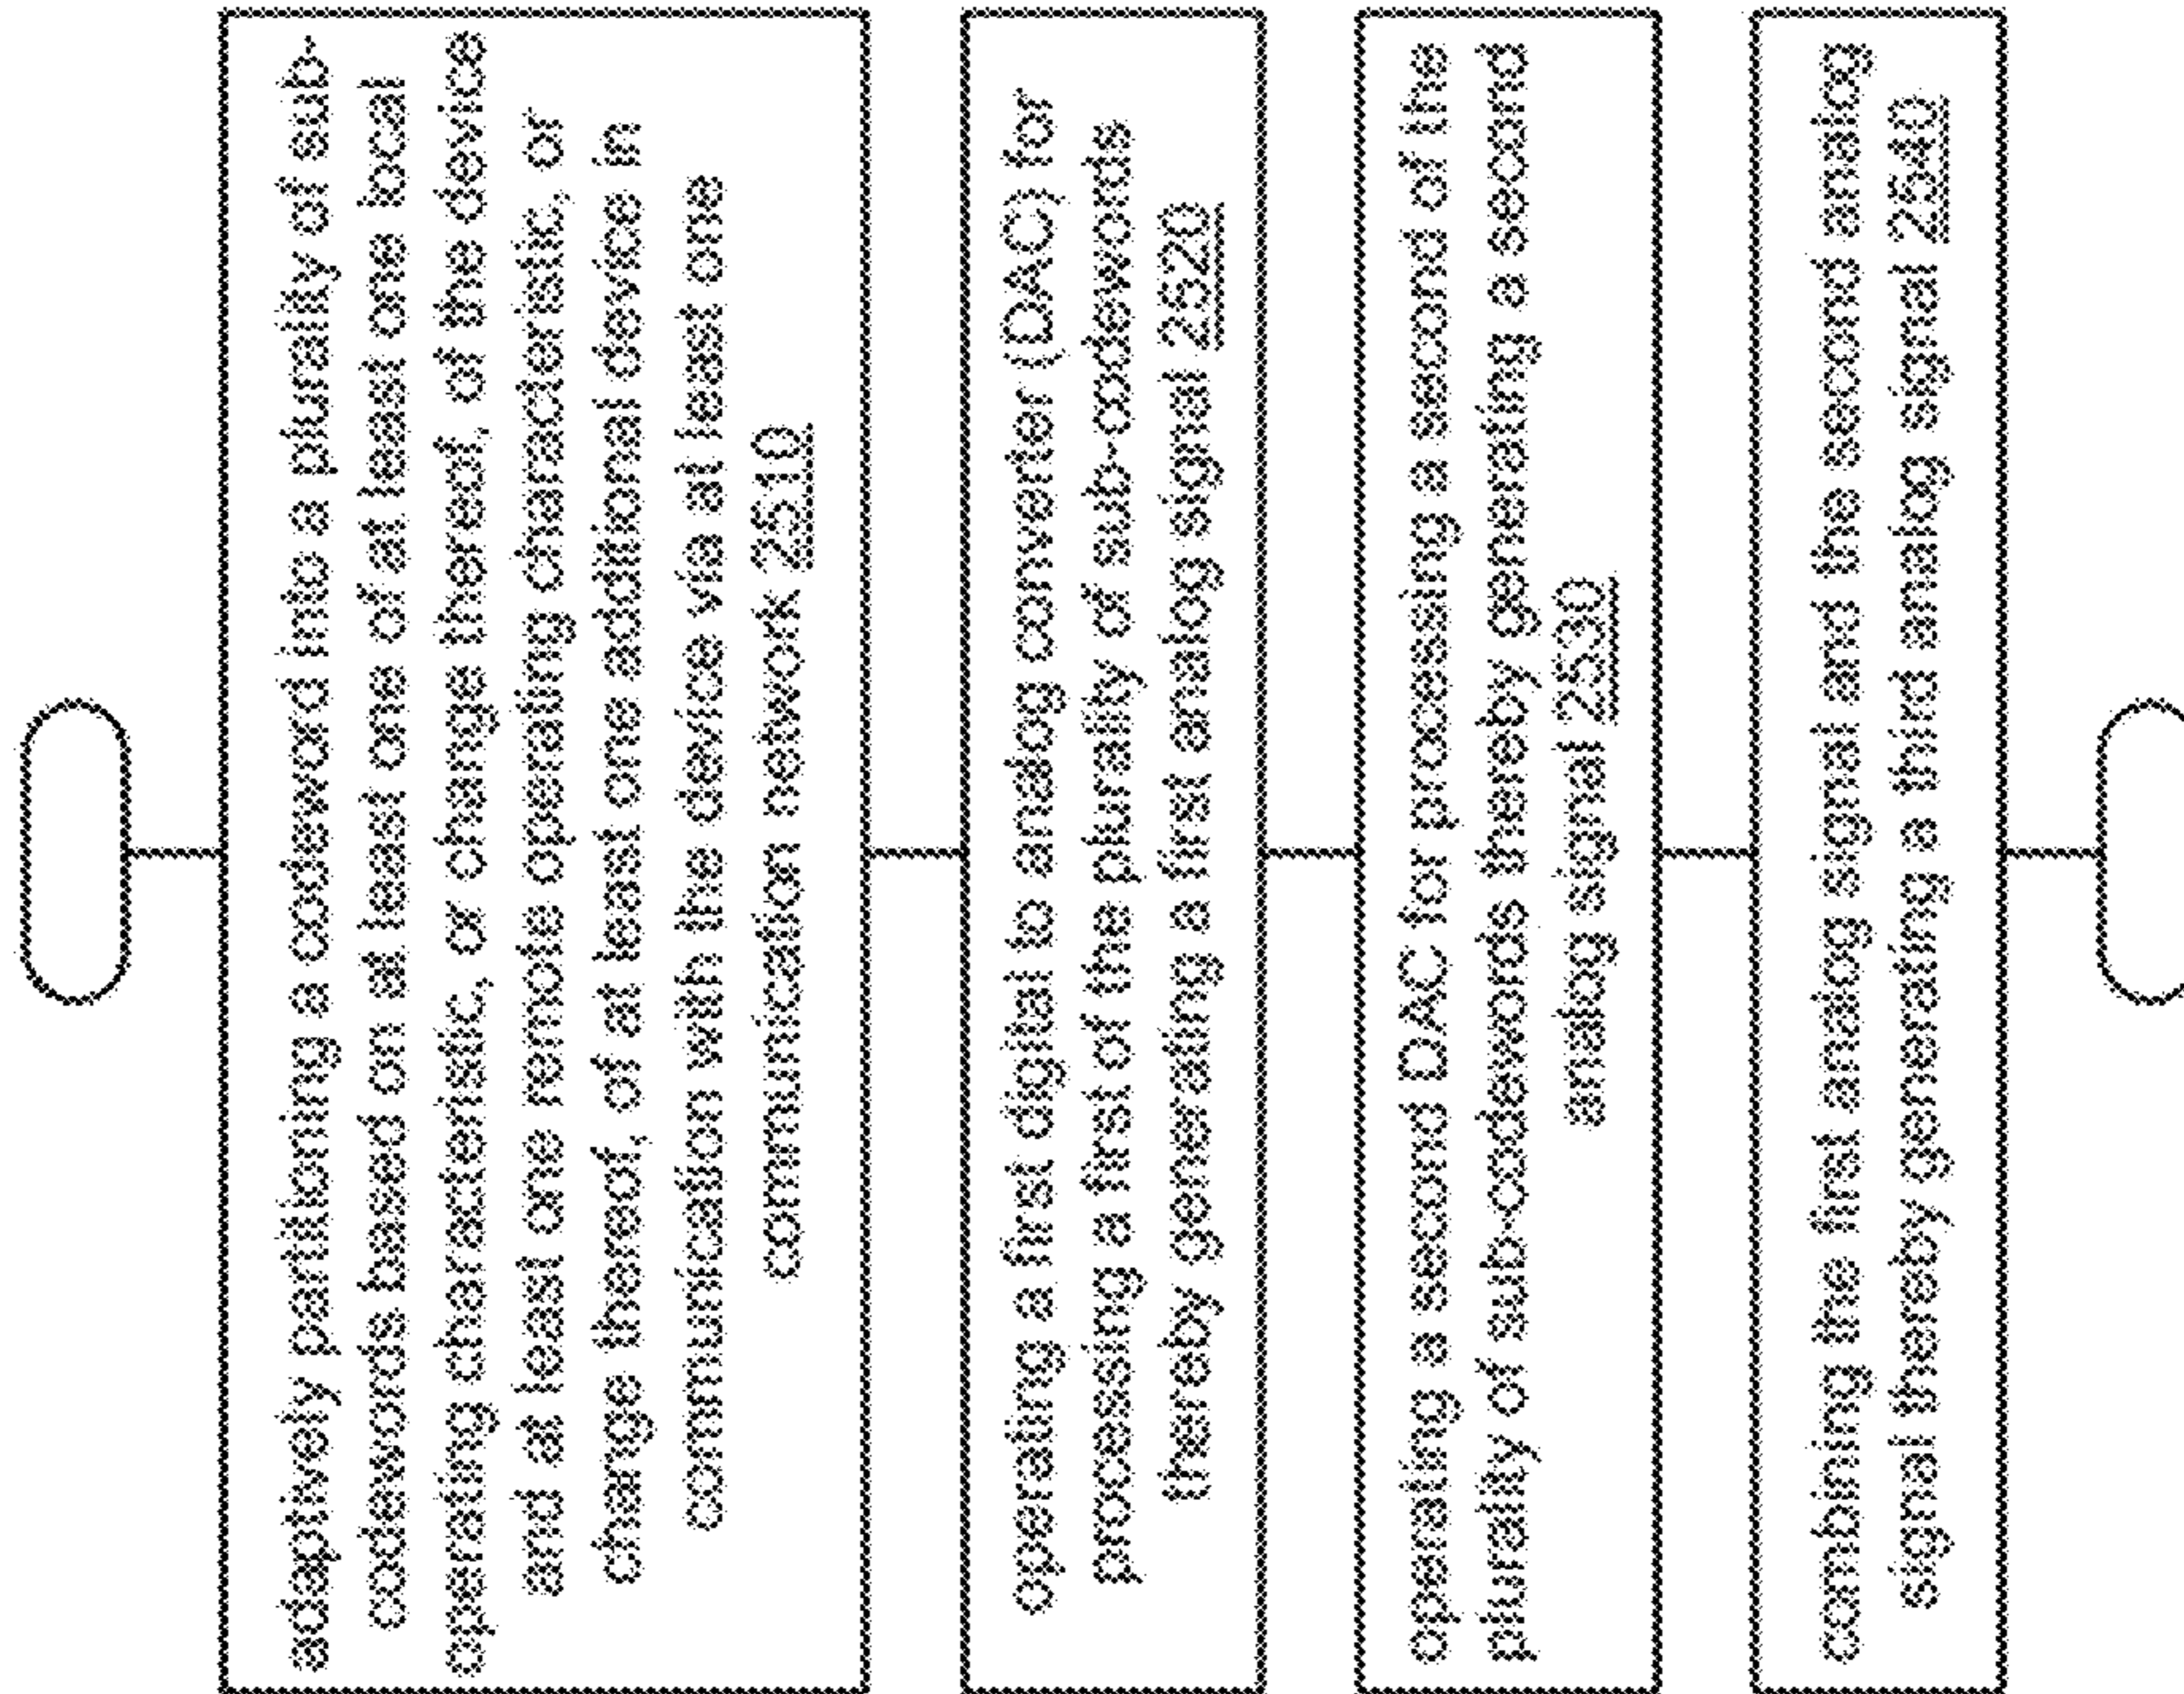 adaptively partitioning a codeword into a plurality of sub-
codewords based on at least one of at least one local
operating characteristic, or change thereof, of the device
and at least one remote operating characteristic, or
change thereof, of at least one additional device in
communication with the device via at least one
communication network 2510
operating a first digital to analog converter (DAC) for
processing a first of the plurality of sub-codewords
thereby generating a first analog signal 2520
operating a second DAC for processing a second of the
plurality of sub-codewords thereby generating a second
analog signal 2530
combining the first analog signal and the second analog
signal thereby generating a third analog signal 2540